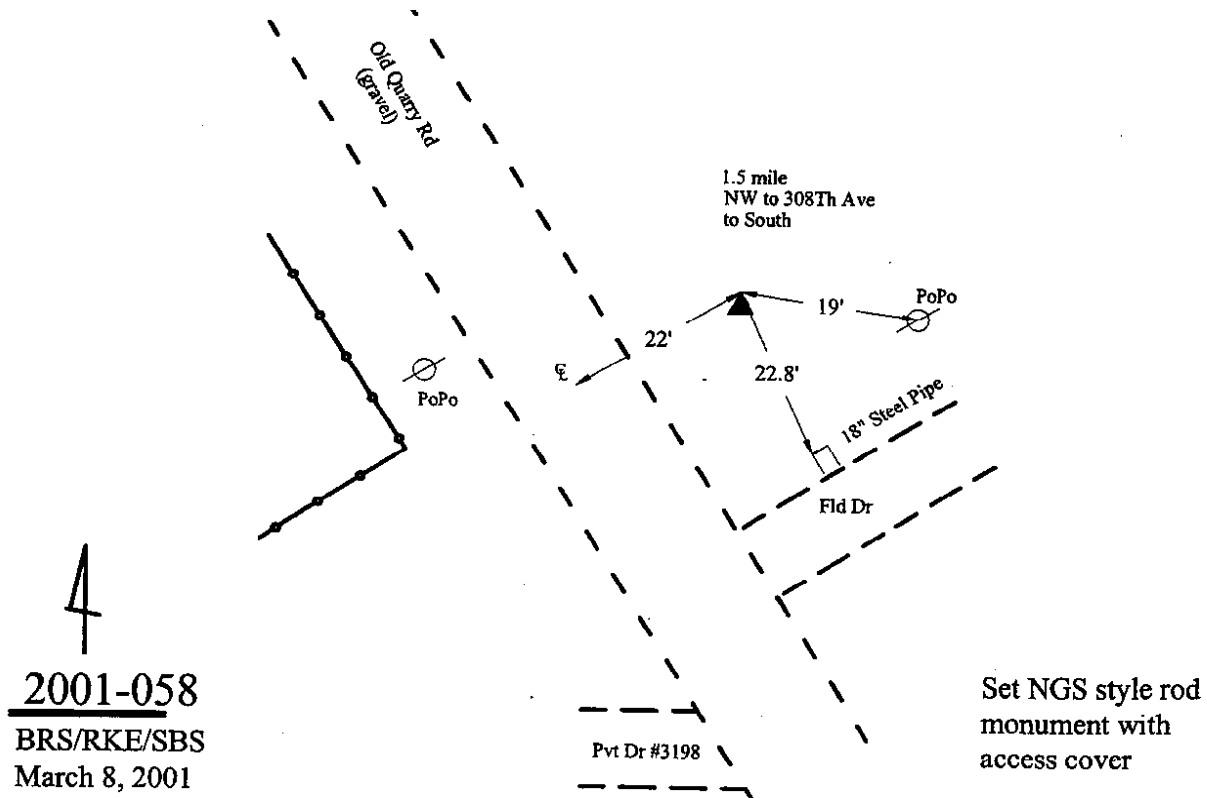 Old Quarry Rd
(gravel)
1.5 mile
NW to 308Th Ave
to South
PoPo
19'
22'
℄
22.8'
PoPo
18" Steel Pipe
Fld Dr
2001-058
BRS/RKE/SBS
March 8, 2001
Pvt Dr #3198
Set NGS style rod
monument with
access cover